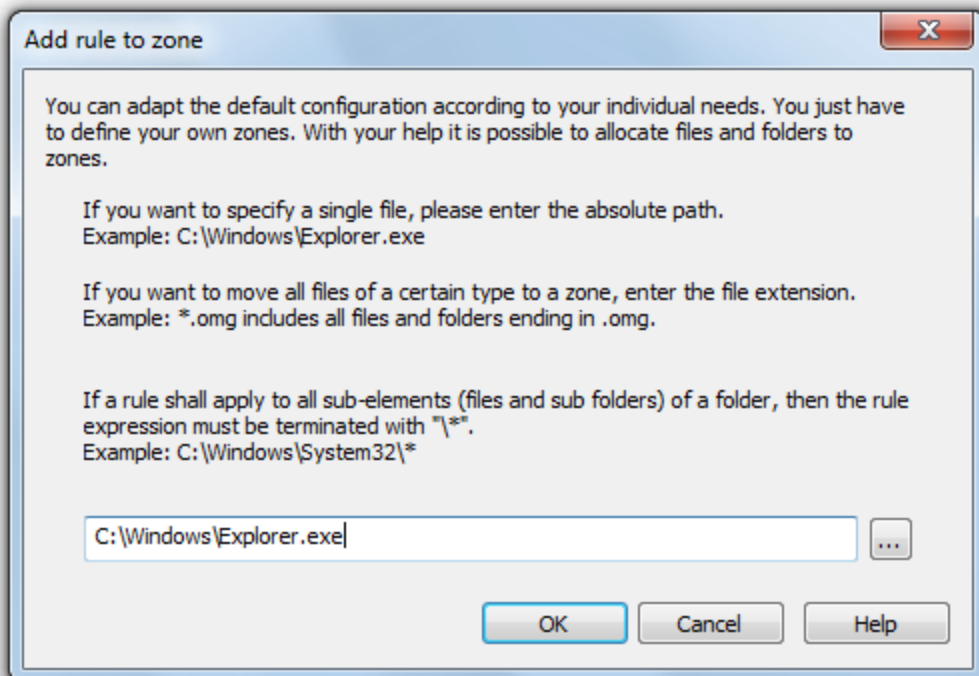 Add rule to zone
You can adapt the default configuration according to your individual needs. You just have
to define your own zones. With your help it is possible to allocate files and folders to
zones.
If you want to specify a single file, please enter the absolute path.
Example: C:\Windows\Explorer.exe
If you want to move all files of a certain type to a zone, enter the file extension.
Example: *.omg includes all files and folders ending in .omg.
If a rule shall apply to all sub-elements (files and sub folders) of a folder, then the rule
expression must be terminated with "\*".
Example: C:\Windows\System32\*
C:\Windows\Explorer.exe
...
OK Cancel Help